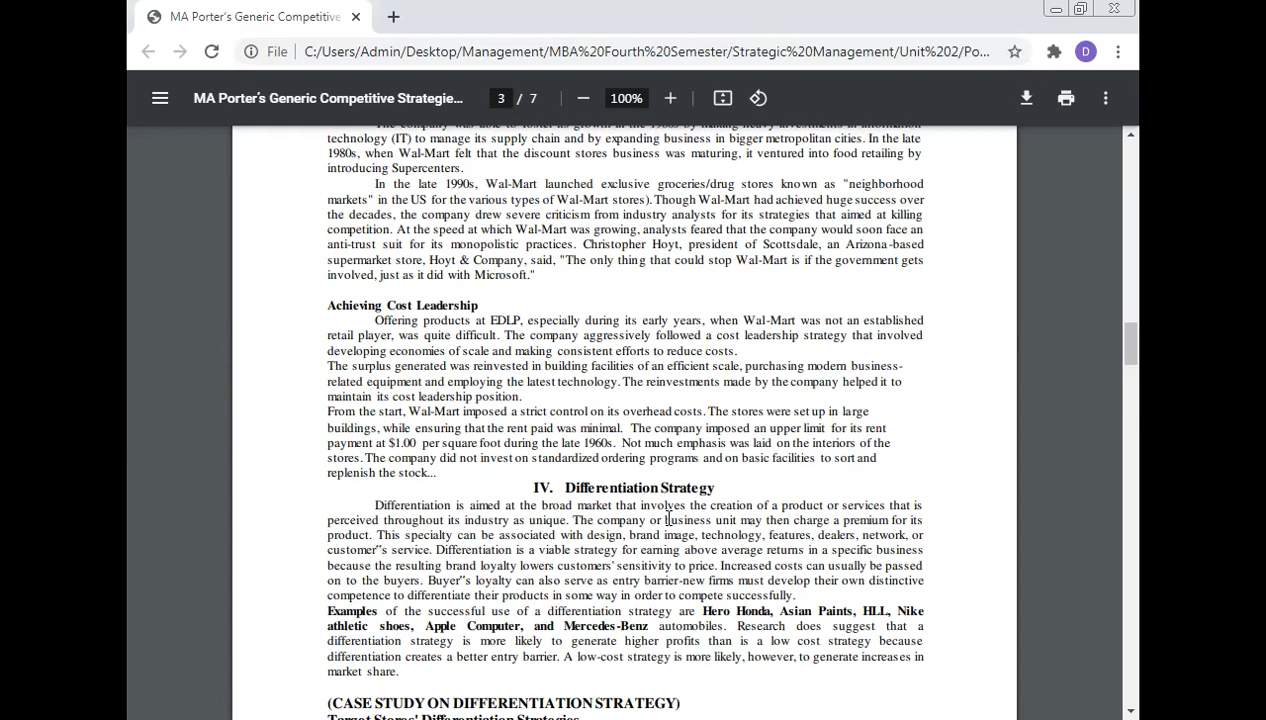 MA Porter's Generic Competitive
File C:/Users/Admin/Desktop/Management/MBA%20Fourth%20Semester/Strategic%20Management/Unit%202/Po... D
MA Porter's Generic Competitive Strategie... 3 / 7 100%
The company was able to foster its growth in the 1980s by making heavy investments in information
technology (IT) to manage its supply chain and by expanding business in bigger metropolitan cities. In the late
1980s, when Wal-Mart felt that the discount stores business was maturing, it ventured into food retailing by
introducing Supercenters.
In the late 1990s, Wal-Mart launched exclusive groceries/drug stores known as "neighborhood
markets" in the US for the various types of Wal-Mart stores). Though Wal-Mart had achieved huge success over
the decades, the company drew severe criticism from industry analysts for its strategies that aimed at killing
competition. At the speed at which Wal-Mart was growing, analysts feared that the company would soon face an
anti-trust suit for its monopolistic practices. Christopher Hoyt, president of Scottsdale, an Arizona-based
supermarket store, Hoyt & Company, said, "The only thing that could stop Wal-Mart is if the government gets
involved, just as it did with Microsoft."
Achieving Cost Leadership
Offering products at EDLP, especially during its early years, when Wal-Mart was not an established
retail player, was quite difficult. The company aggressively followed a cost leadership strategy that involved
developing economies of scale and making consistent efforts to reduce costs.
The surplus generated was reinvested in building facilities of an efficient scale, purchasing modern business-
related equipment and employing the latest technology. The reinvestments made by the company helped it to
maintain its cost leadership position.
From the start, Wal-Mart imposed a strict control on its overhead costs. The stores were set up in large
buildings, while ensuring that the rent paid was minimal. The company imposed an upper limit for its rent
payment at $1.00 per square foot during the late 1960s. Not much emphasis was laid on the interiors of the
stores. The company did not invest on standardized ordering programs and on basic facilities to sort and
replenish the stock...
IV. Differentiation Strategy
Differentiation is aimed at the broad market that involves the creation of a product or services that is
perceived throughout its industry as unique. The company or business unit may then charge a premium for its
product. This specialty can be associated with design, brand image, technology, features, dealers, network, or
customer"s service. Differentiation is a viable strategy for earning above average returns in a specific business
because the resulting brand loyalty lowers customers' sensitivity to price. Increased costs can usually be passed
on to the buyers. Buyer"s loyalty can also serve as entry barrier-new firms must develop their own distinctive
competence to differentiate their products in some way in order to compete successfully.
Examples of the successful use of a differentiation strategy are Hero Honda, Asian Paints, HLL, Nike
athletic shoes, Apple Computer, and Mercedes-Benz automobiles. Research does suggest that a
differentiation strategy is more likely to generate higher profits than is a low cost strategy because
differentiation creates a better entry barrier. A low-cost strategy is more likely, however, to generate increases in
market share.
(CASE STUDY ON DIFFERENTIATION STRATEGY)
Target Stores' Differentiation Strategies